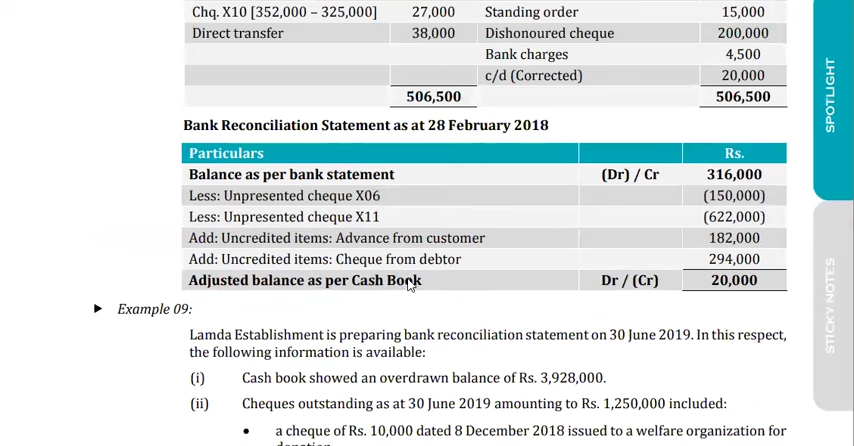 Chq. X10 [352,000 – 325,000] 27,000 Standing order 15,000
Direct transfer 38,000 Dishonoured cheque 200,000
Bank charges 4,500
c/d (Corrected) 20,000
506,500 506,500
Bank Reconciliation Statement as at 28 February 2018
Particulars Rs.
Balance as per bank statement (Dr) / Cr 316,000
Less: Unpresented cheque X06 (150,000)
Less: Unpresented cheque X11 (622,000)
Add: Uncredited items: Advance from customer 182,000
Add: Uncredited items: Cheque from debtor 294,000
Adjusted balance as per Cash Book Dr / (Cr) 20,000
Example 09:
Lamda Establishment is preparing bank reconciliation statement on 30 June 2019. In this respect,
the following information is available:
(i) Cash book showed an overdrawn balance of Rs. 3,928,000.
(ii) Cheques outstanding as at 30 June 2019 amounting to Rs. 1,250,000 included:
• a cheque of Rs. 10,000 dated 8 December 2018 issued to a welfare organization for
SPOTLIGHT
STICKY NOTES